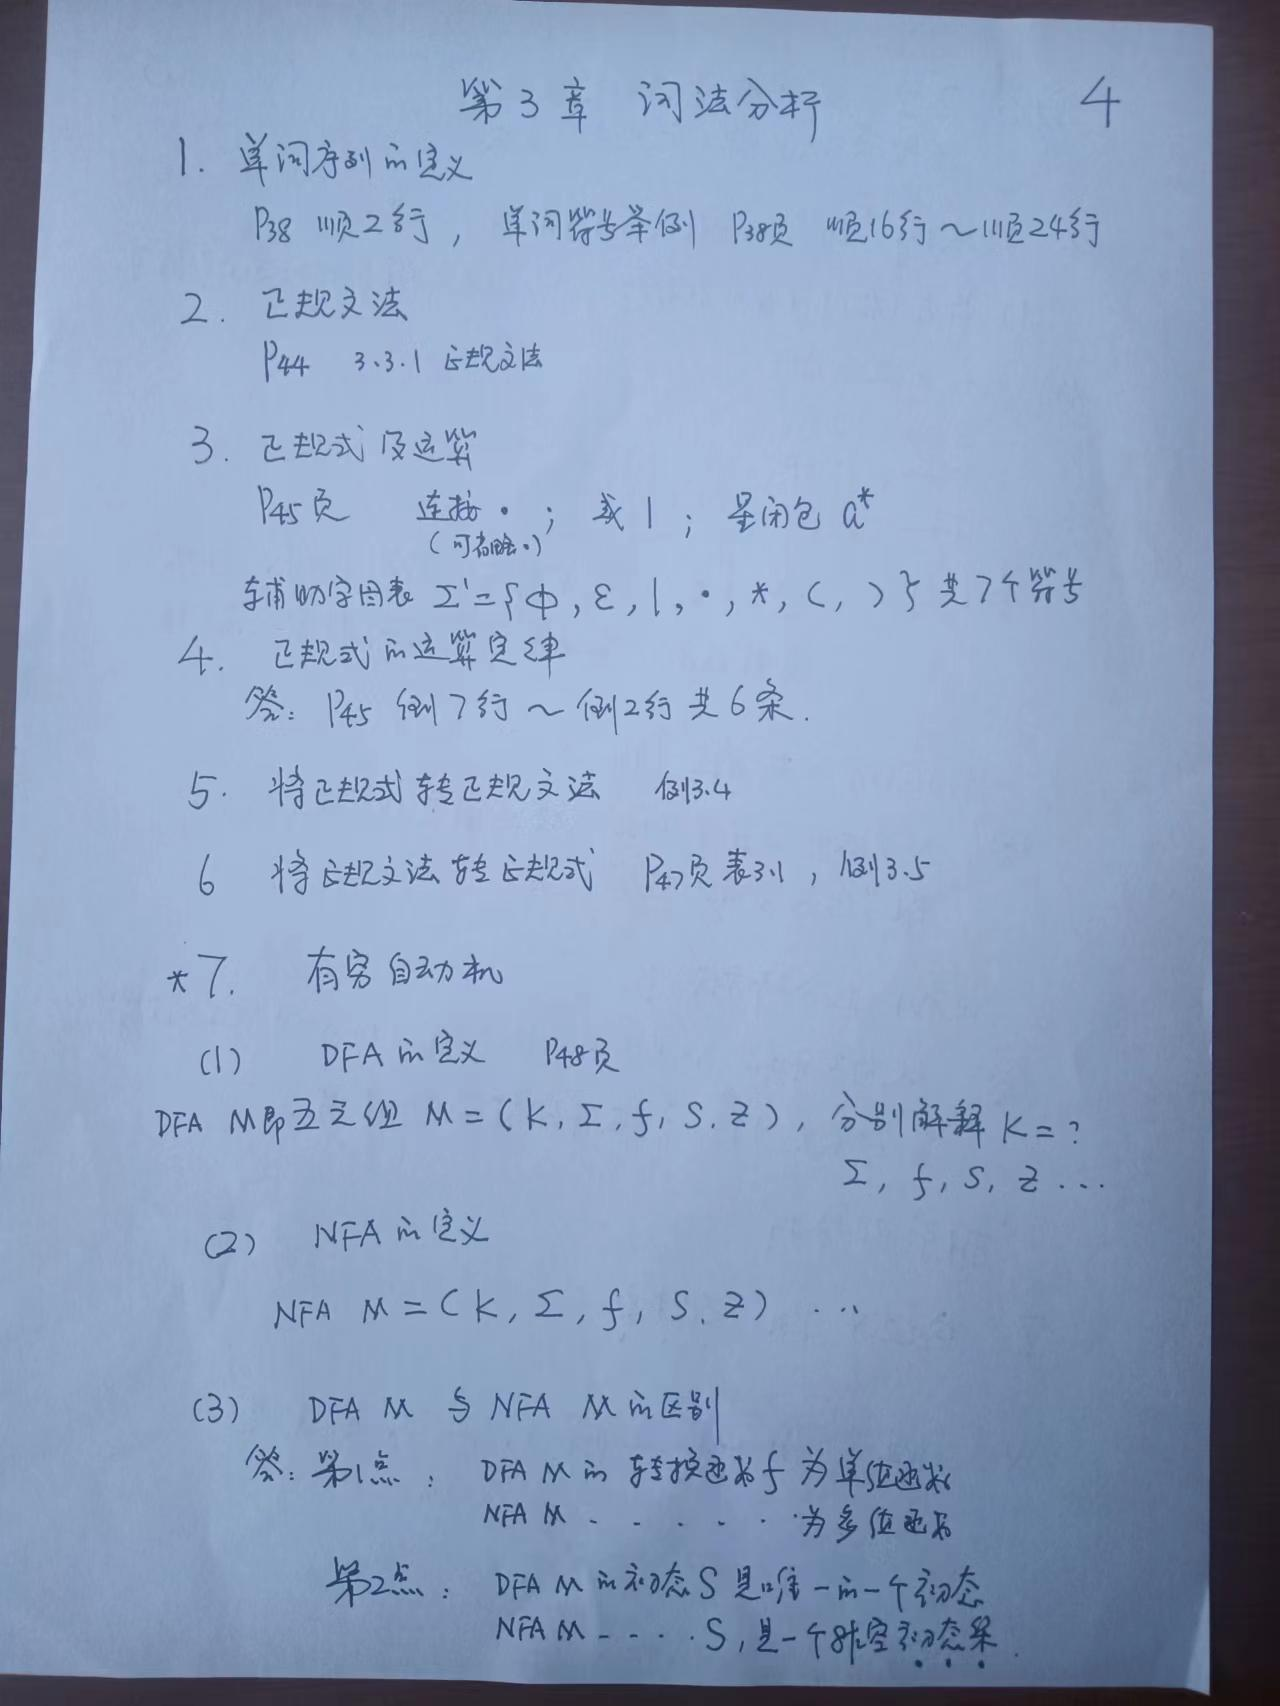 第3章 词法分析
4
1. 单词序列的定义
P38 顺2行, 单词符号举例 P38页 顺16行~顺24行
2. 正规文法
P44 3.3.1 正规文法
3. 正规式及运算
P45页 连接 · ; 或 | ; 星闭包 a*
(可省略·)
辅助字母表 Σ'={Φ, ε, |, ·, *, (, )} 共7个符号
4. 正规式的运算定律
答: P45 倒7行~倒2行 共6条.
5. 将正规式转正规文法 例3.4
6 将正规文法转正规式 P47页表3.1, 例3.5
*7. 有穷自动机
(1) DFA的定义 P48页
DFA M即五元组 M=(K, Σ, f, S, Z), 分别解释 K=?
Σ, f, S, Z ...
(2) NFA的定义
NFA M=(K, Σ, f, S, Z) ...
(3) DFA M 与 NFA M的区别
答: 第1点: DFA M的转换函数f为单值函数
NFA M - . . . . . 为多值函数
第2点: DFA M的初态S是唯一的一个初态
NFA M - - . . . S, 是一个非空初态集.